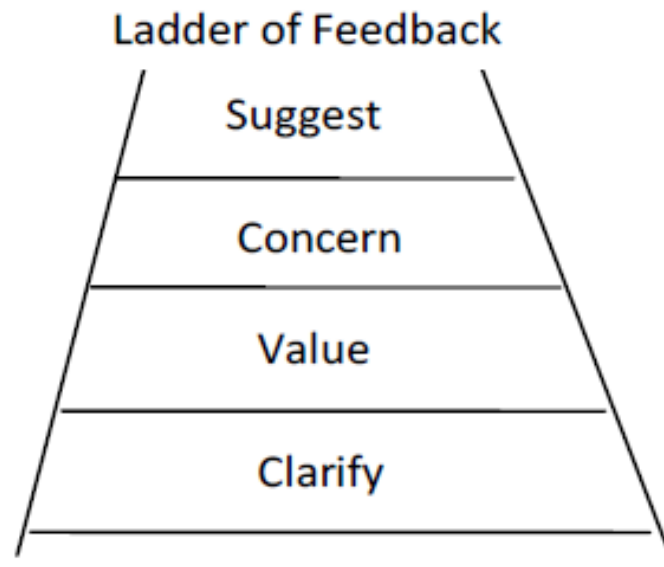 Ladder of Feedback
Suggest
Concern
Value
Clarify